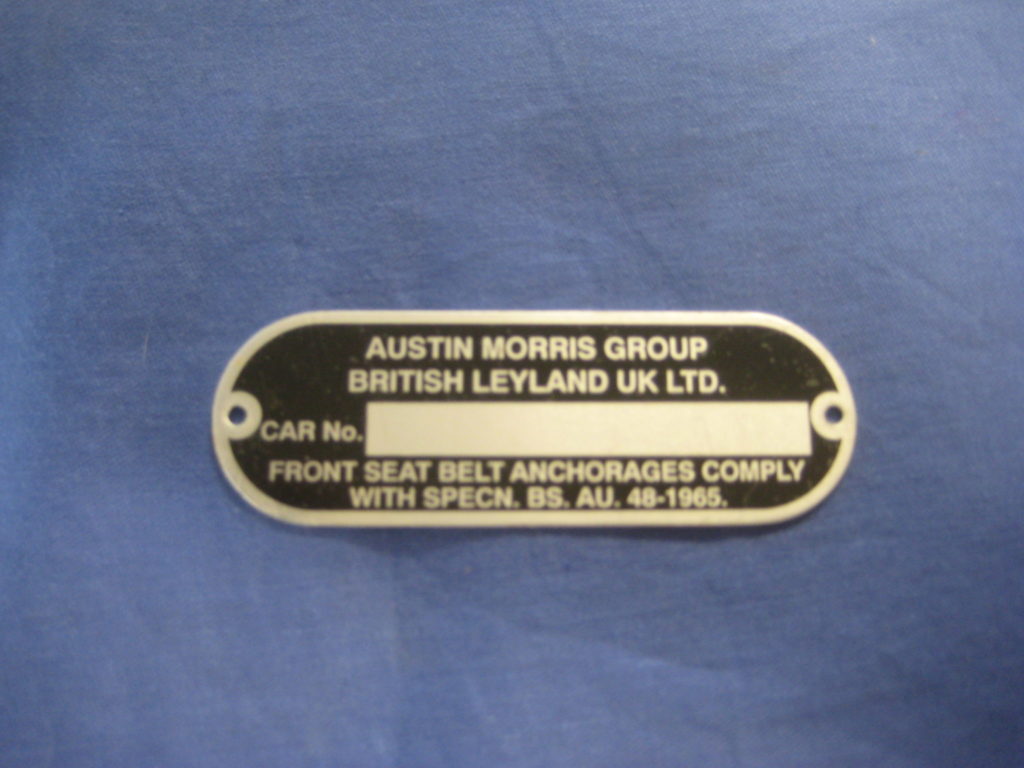 AUSTIN MORRIS GROUP
BRITISH LEYLAND UK LTD.
CAR No.
FRONT SEAT BELT ANCHORAGES COMPLY
WITH SPECN. BS. AU. 48-1965.